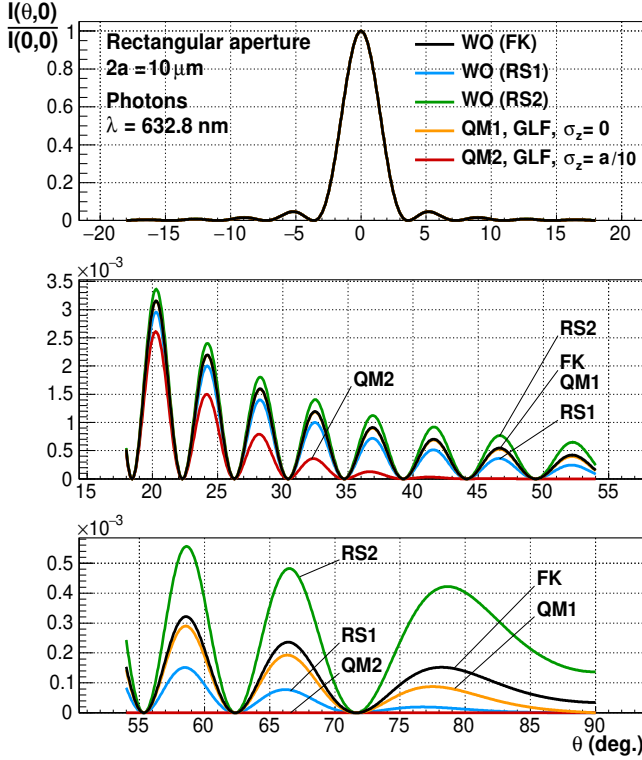 I(θ,0)
I(0,0)
1
0.8
0.6
0.4
0.2
0
Rectangular aperture
2a = 10 μm
Photons
λ = 632.8 nm
WO (FK)
WO (RS1)
WO (RS2)
QM1, GLF, σz= 0
QM2, GLF, σz= a/10
−20 −15 −10 −5 0 5 10 15 20
×10−3
3.5
3
2.5
2
1.5
1
0.5
0
QM2
RS2
FK
QM1
RS1
15 20 25 30 35 40 45 50 55
×10−3
0.5
0.4
0.3
0.2
0.1
0
RS2
RS1
QM2
FK
QM1
55 60 65 70 75 80 85 90
θ (deg.)